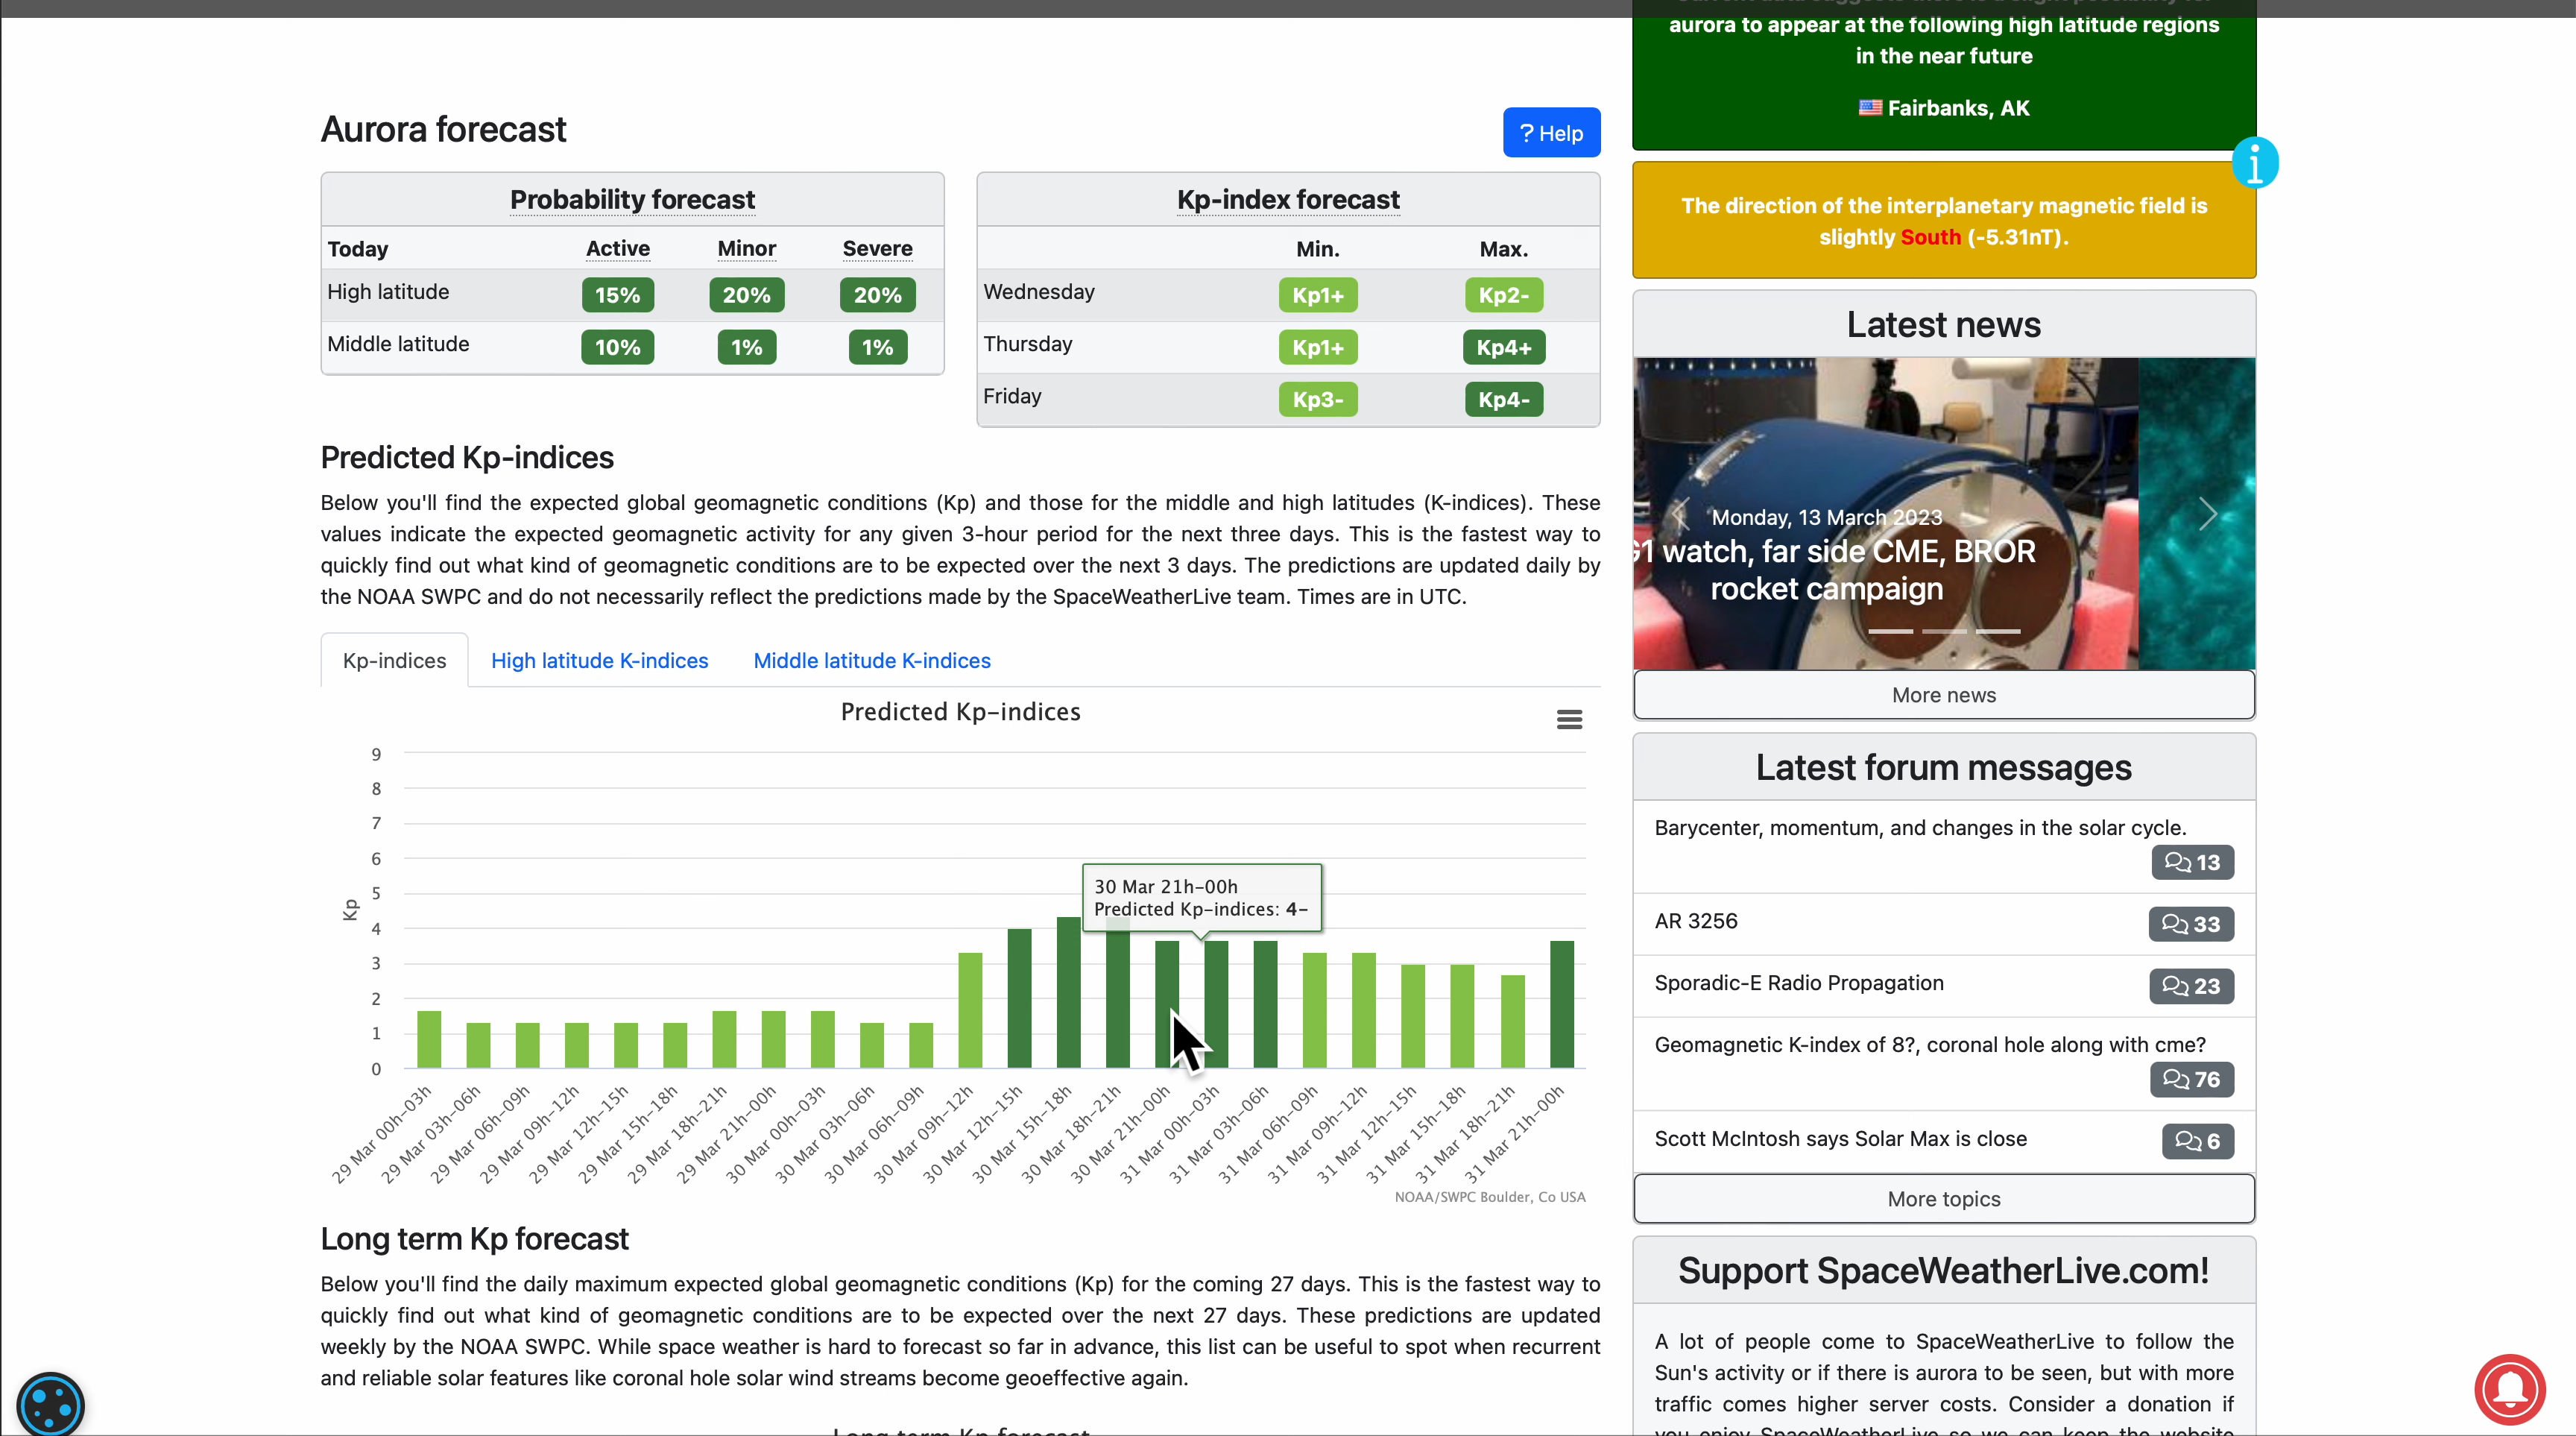 aurora to appear at the following high latitude regions
in the near future
Fairbanks, AK
Aurora forecast
? Help
Probability forecast
Today Active Minor Severe
High latitude 15% 20% 20%
Middle latitude 10% 1% 1%
Kp-index forecast
Min. Max.
Wednesday Kp1+ Kp2-
Thursday Kp1+ Kp4+
Friday Kp3- Kp4-
Predicted Kp-indices
Below you'll find the expected global geomagnetic conditions (Kp) and those for the middle and high latitudes (K-indices). These
values indicate the expected geomagnetic activity for any given 3-hour period for the next three days. This is the fastest way to
quickly find out what kind of geomagnetic conditions are to be expected over the next 3 days. The predictions are updated daily by
the NOAA SWPC and do not necessarily reflect the predictions made by the SpaceWeatherLive team. Times are in UTC.
Kp-indices High latitude K-indices Middle latitude K-indices
Predicted Kp-indices
9
8
7
6
5
4
3
2
1
0
Kp
30 Mar 21h-00h
Predicted Kp-indices: 4-
29 Mar 00h-03h
29 Mar 03h-06h
29 Mar 06h-09h
29 Mar 09h-12h
29 Mar 12h-15h
29 Mar 15h-18h
29 Mar 18h-21h
29 Mar 21h-00h
30 Mar 00h-03h
30 Mar 03h-06h
30 Mar 06h-09h
30 Mar 09h-12h
30 Mar 12h-15h
30 Mar 15h-18h
30 Mar 18h-21h
30 Mar 21h-00h
31 Mar 00h-03h
31 Mar 03h-06h
31 Mar 06h-09h
31 Mar 09h-12h
31 Mar 12h-15h
31 Mar 15h-18h
31 Mar 18h-21h
31 Mar 21h-00h
NOAA/SWPC Boulder, Co USA
Long term Kp forecast
Below you'll find the daily maximum expected global geomagnetic conditions (Kp) for the coming 27 days. This is the fastest way to
quickly find out what kind of geomagnetic conditions are to be expected over the next 27 days. These predictions are updated
weekly by the NOAA SWPC. While space weather is hard to forecast so far in advance, this list can be useful to spot when recurrent
and reliable solar features like coronal hole solar wind streams become geoeffective again.
Long term Kp forecast
i
The direction of the interplanetary magnetic field is
slightly South (-5.31nT).
Latest news
Monday, 13 March 2023
G1 watch, far side CME, BROR
rocket campaign
More news
Latest forum messages
Barycenter, momentum, and changes in the solar cycle.
13
AR 3256 33
Sporadic-E Radio Propagation 23
Geomagnetic K-index of 8?, coronal hole along with cme?
76
Scott McIntosh says Solar Max is close 6
More topics
Support SpaceWeatherLive.com!
A lot of people come to SpaceWeatherLive to follow the
Sun's activity or if there is aurora to be seen, but with more
traffic comes higher server costs. Consider a donation if
you enjoy SpaceWeatherLive so we can keep the website